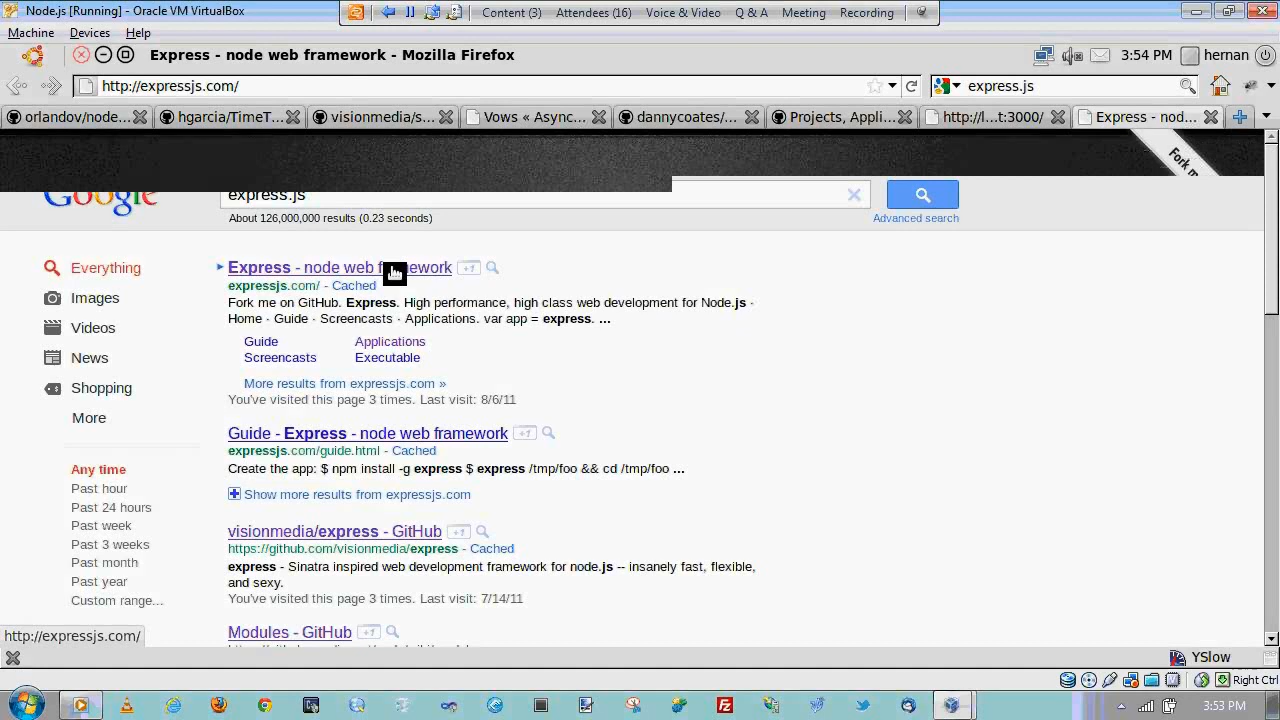 Node.js [Running] - Oracle VM VirtualBox
Content (3) Attendees (16) Voice & Video Q & A Meeting Recording
Machine Devices Help
Express - node web framework - Mozilla Firefox
3:54 PM hernan
http://expressjs.com/
express.js
orlandov/node... hgarcia/TimeT... visionmedia/s... Vows « Async... dannycoates/... Projects, Appli... http://l...t:3000/ Express - nod...
Fork m
Google
express.js
About 126,000,000 results (0.23 seconds)
Advanced search
Everything
Images
Videos
News
Shopping
More
Any time
Past hour
Past 24 hours
Past week
Past 3 weeks
Past month
Past year
Custom range...
Express - node web framework +1
expressjs.com/ - Cached
Fork me on GitHub. Express. High performance, high class web development for Node.js ·
Home · Guide · Screencasts · Applications. var app = express. ...
Guide Applications
Screencasts Executable
More results from expressjs.com »
You've visited this page 3 times. Last visit: 8/6/11
Guide - Express - node web framework +1
expressjs.com/guide.html - Cached
Create the app: $ npm install -g express $ express /tmp/foo && cd /tmp/foo ...
Show more results from expressjs.com
visionmedia/express - GitHub +1
https://github.com/visionmedia/express - Cached
express - Sinatra inspired web development framework for node.js -- insanely fast, flexible,
and sexy.
You've visited this page 3 times. Last visit: 7/14/11
Modules - GitHub +1
http://expressjs.com/
YSlow
Right Ctrl
3:53 PM